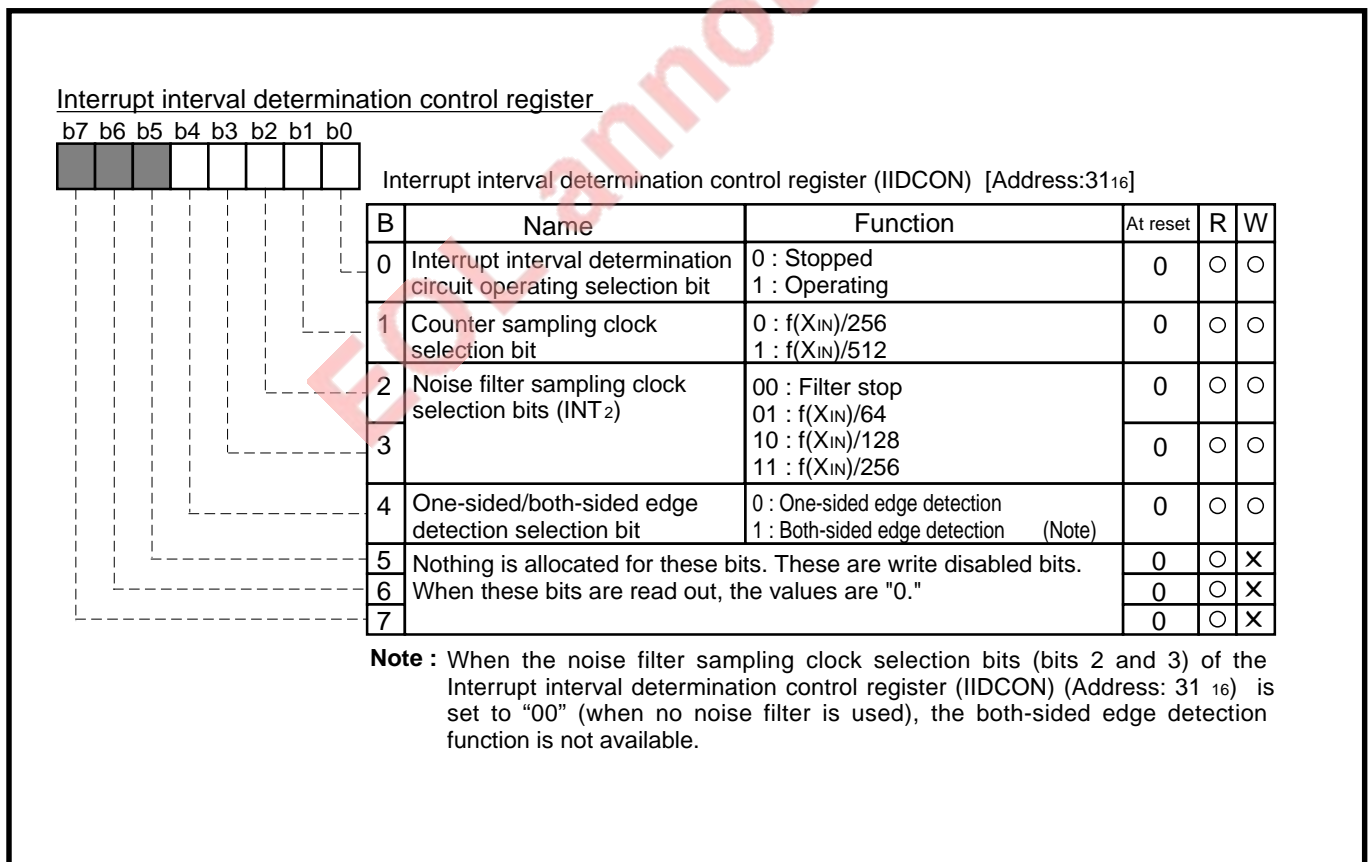 EOL announ
Interrupt interval determination control register
b7 b6 b5 b4 b3 b2 b1 b0
Interrupt interval determination control register (IIDCON) [Address:3116]
B Name Function At reset R W
0 Interrupt interval determination circuit operating selection bit 0 : Stopped 1 : Operating 0 ○ ○
1 Counter sampling clock selection bit 0 : f(XIN)/256 1 : f(XIN)/512 0 ○ ○
2 Noise filter sampling clock selection bits (INT2) 00 : Filter stop 01 : f(XIN)/64 0 ○ ○
3 10 : f(XIN)/128 11 : f(XIN)/256 0 ○ ○
4 One-sided/both-sided edge detection selection bit 0 : One-sided edge detection 1 : Both-sided edge detection (Note) 0 ○ ○
5 Nothing is allocated for these bits. These are write disabled bits. 0 ○ ×
6 When these bits are read out, the values are "0." 0 ○ ×
7 0 ○ ×
Note : When the noise filter sampling clock selection bits (bits 2 and 3) of the
Interrupt interval determination control register (IIDCON) (Address: 31 16) is
set to “00” (when no noise filter is used), the both-sided edge detection
function is not available.